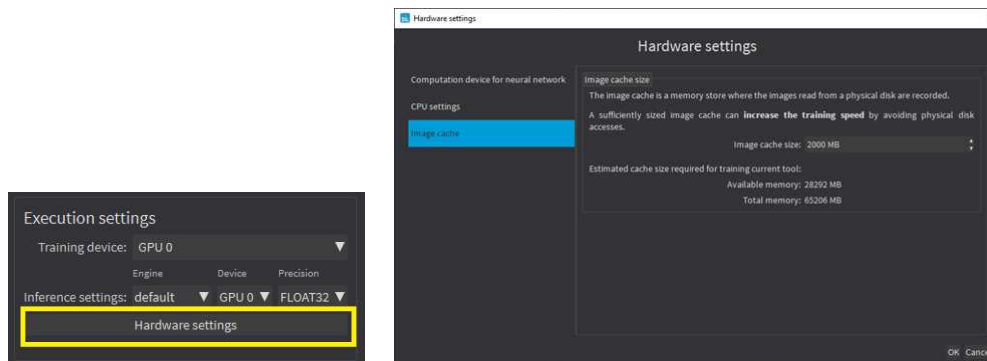 Execution settings
Training device: GPU 0
Engine Device Precision
Inference settings: default GPU 0 FLOAT32
Hardware settings
Hardware settings
Hardware settings
Computation device for neural network
CPU settings
Image cache
Image cache size
The image cache is a memory store where the images read from a physical disk are recorded.
A sufficiently sized image cache can increase the training speed by avoiding physical disk
accesses.
Image cache size: 2000 MB
Estimated cache size required for training current tool:
Available memory: 28292 MB
Total memory: 65206 MB
OK Cance